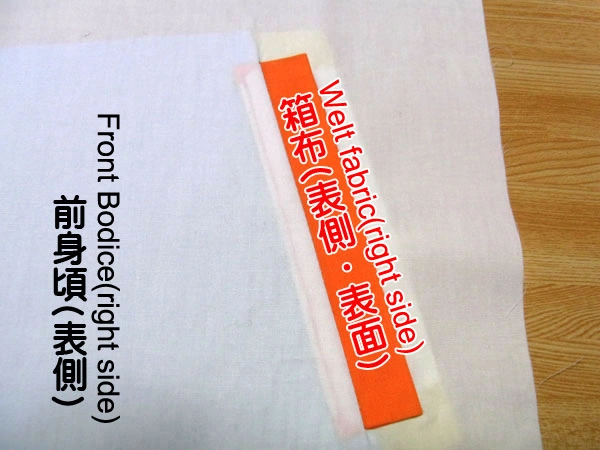 Welt fabric(right side)
箱布(表側・表面)
Front Bodice(right side)
前身頃(表側)